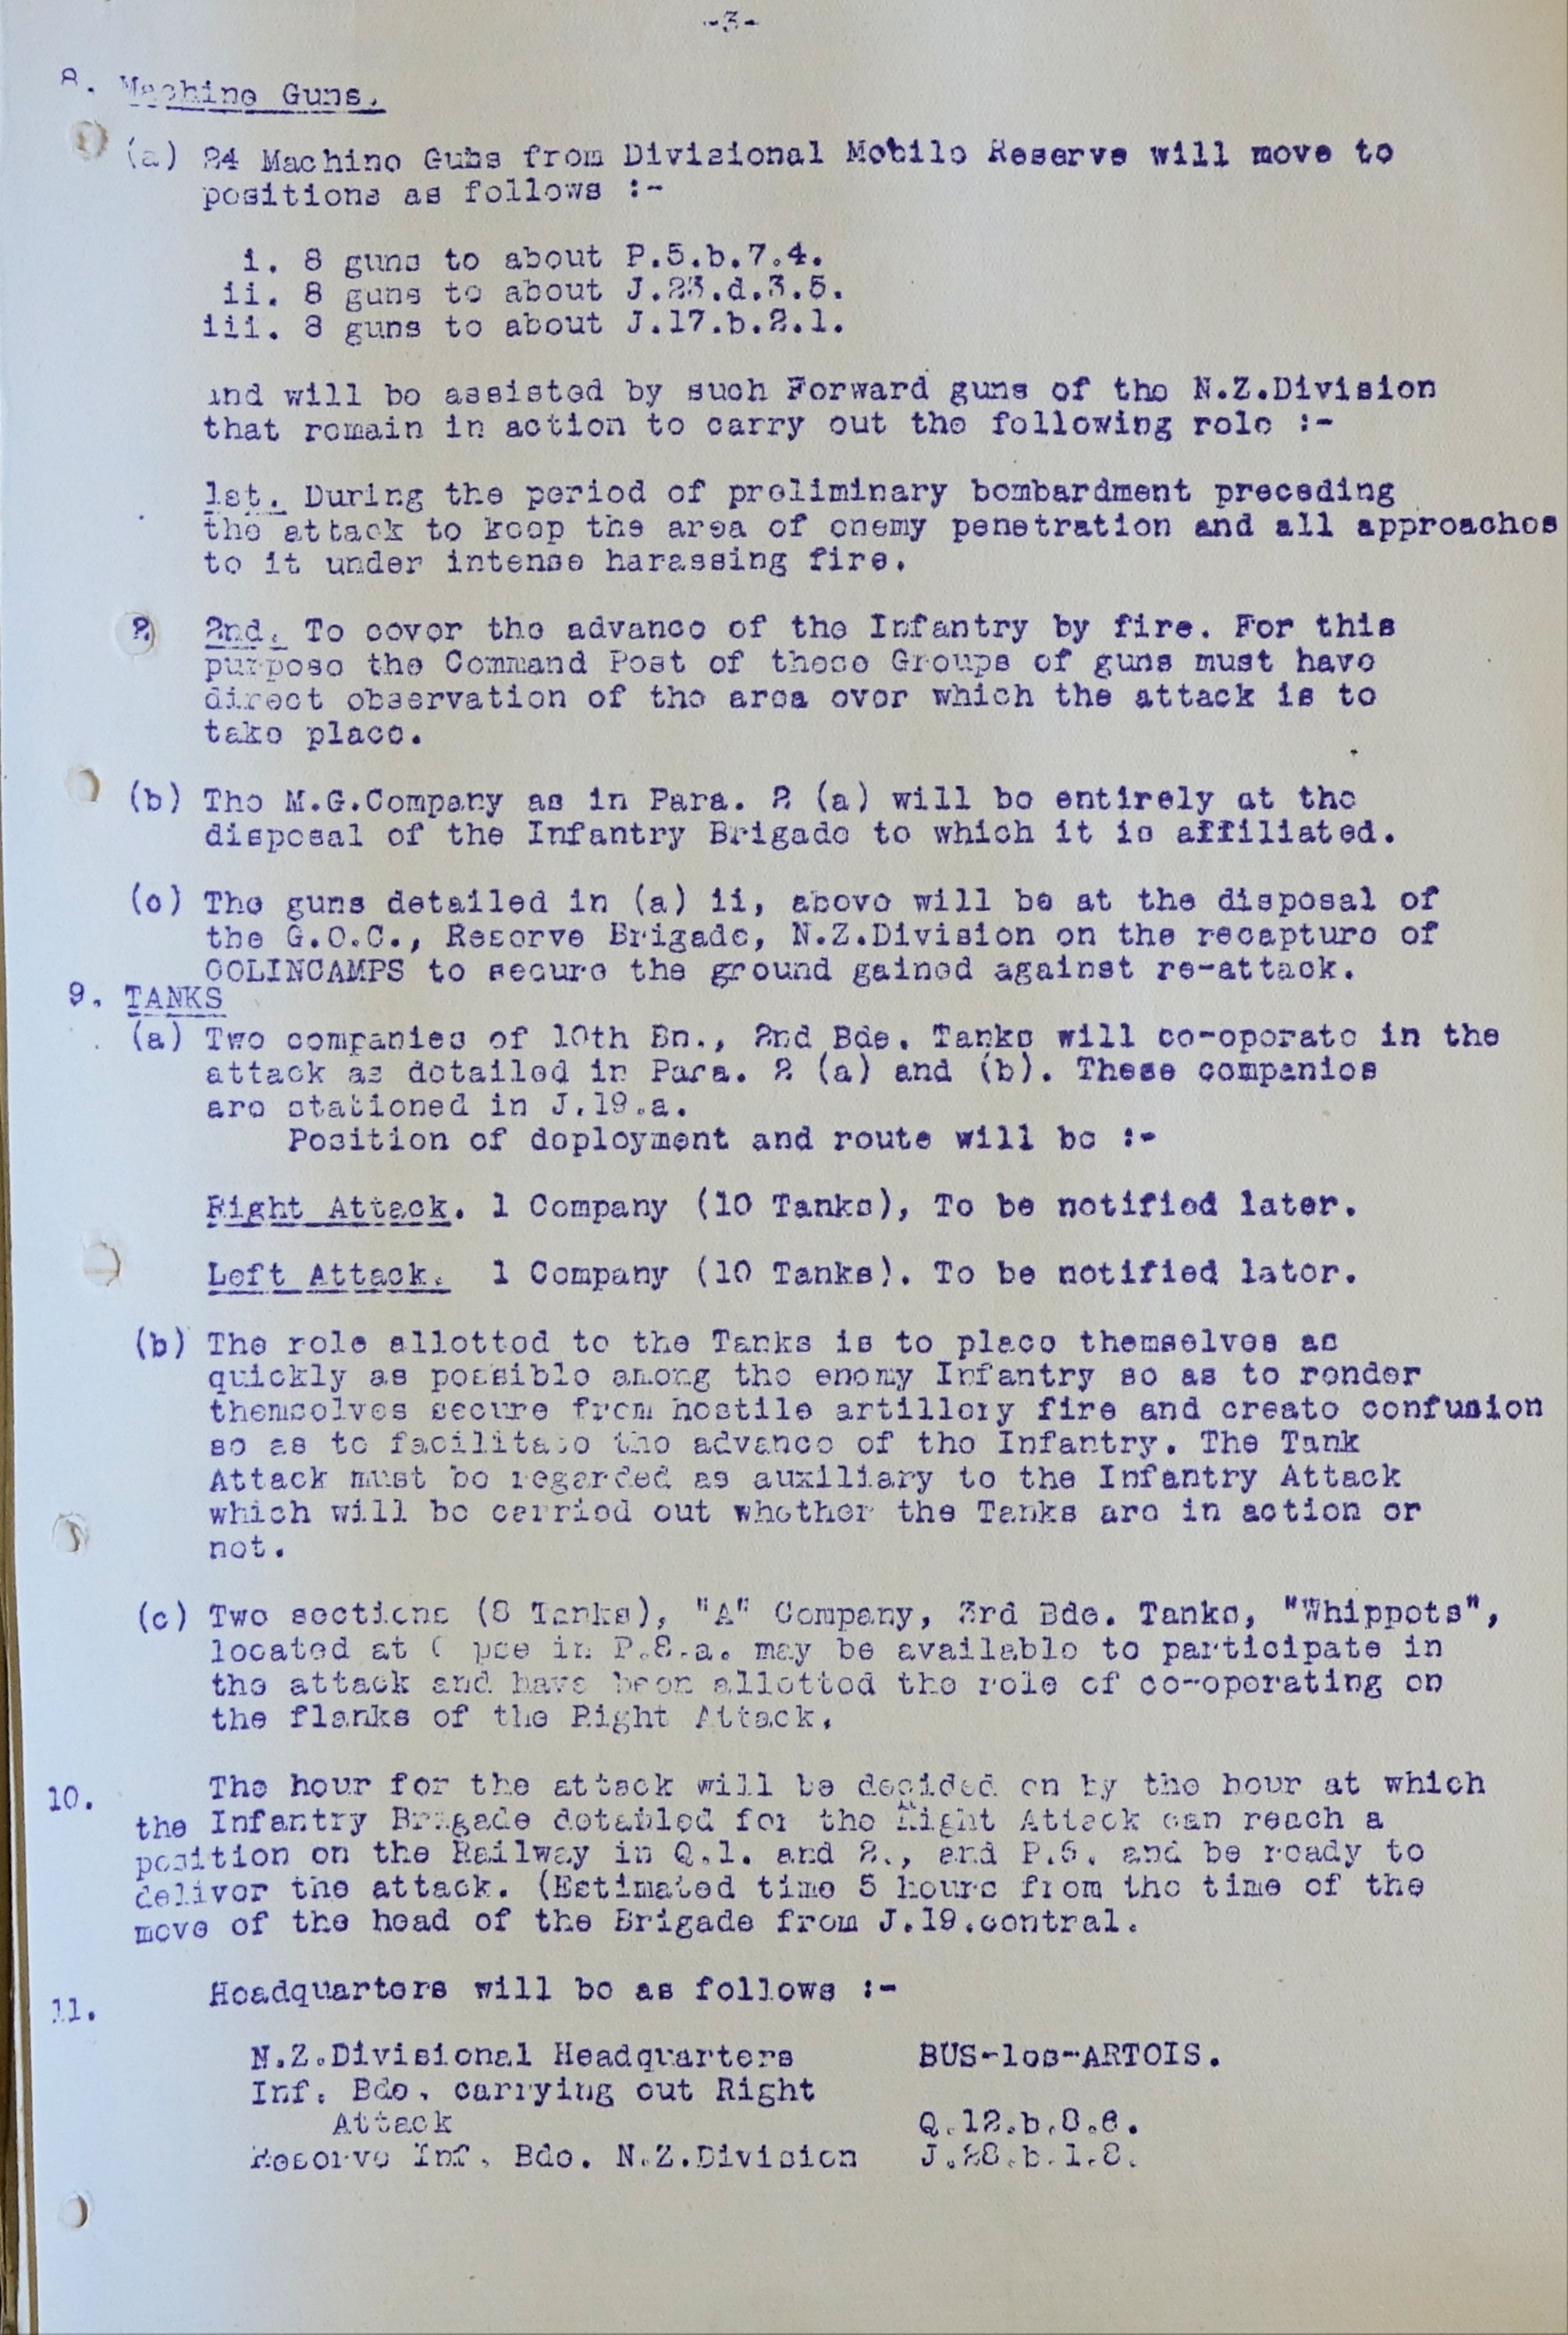 -3-
8. Machine Guns.
(a) 24 Machine Guns from Divisional Mobile Reserve will move to
positions as follows :-
i. 8 guns to about P.5.b.7.4.
ii. 8 guns to about J.23.d.3.5.
iii. 8 guns to about J.17.b.2.1.
and will be assisted by such Forward guns of the N.Z.Division
that remain in action to carry out the following role :-
1st. During the period of preliminary bombardment preceding
the attack to keep the area of enemy penetration and all approaches
to it under intense harassing fire.
2nd. To cover the advance of the Infantry by fire. For this
purpose the Command Post of these Groups of guns must have
direct observation of the area over which the attack is to
take place.
(b) The M.G.Company as in Para. 2 (a) will be entirely at the
disposal of the Infantry Brigade to which it is affiliated.
(c) The guns detailed in (a) ii, above will be at the disposal of
the G.O.C., Reserve Brigade, N.Z.Division on the recapture of
COLINCAMPS to secure the ground gained against re-attack.
9. TANKS
(a) Two companies of 10th Bn., 2nd Bde. Tanks will co-operate in the
attack as detailed in Para. 2 (a) and (b). These companies
are stationed in J.19.a.
Position of deployment and route will be :-
Right Attack. 1 Company (10 Tanks), To be notified later.
Left Attack. 1 Company (10 Tanks). To be notified later.
(b) The role allotted to the Tanks is to place themselves as
quickly as possible among the enemy Infantry so as to render
themselves secure from hostile artillery fire and create confusion
so as to facilitate the advance of the Infantry. The Tank
Attack must be regarded as auxiliary to the Infantry Attack
which will be carried out whether the Tanks are in action or
not.
(c) Two sections (8 Tanks), "A" Company, 3rd Bde. Tanks, "Whippets",
located at in P.8.a. may be available to participate in
the attack and have been allotted the role of co-operating on
the flanks of the Right Attack.
10. The hour for the attack will be decided on by the hour at which
the Infantry Brigade detailed for the Right Attack can reach a
position on the Railway in Q.1. and 2., and P.6. and be ready to
deliver the attack. (Estimated time 5 hours from the time of the
move of the head of the Brigade from J.19.central.
11. Headquarters will be as follows :-
N.Z.Divisional Headquarters BUS-les-ARTOIS.
Inf. Bde. carrying out Right
Attack Q.12.b.8.6.
Reserve Inf. Bde. N.Z.Division J.28.b.1.8.